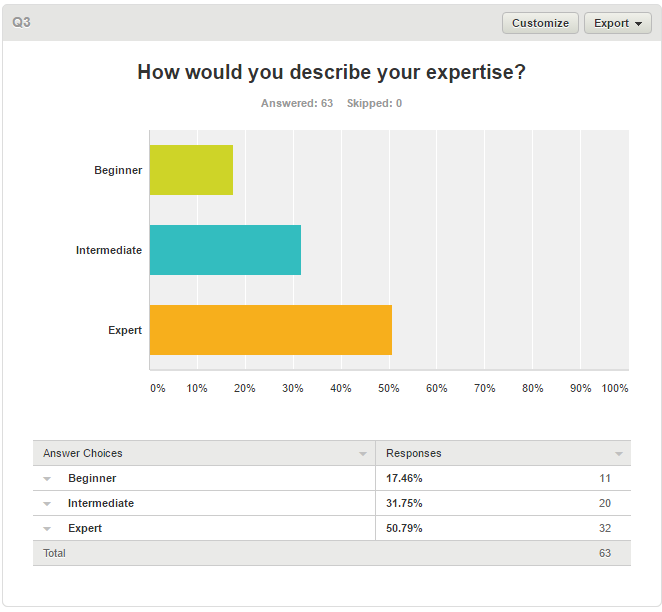 Q3 Customize Export
How would you describe your expertise?
Answered: 63 Skipped: 0
Beginner
Intermediate
Expert
0% 10% 20% 30% 40% 50% 60% 70% 80% 90% 100%
Answer Choices Responses
Beginner 17.46% 11
Intermediate 31.75% 20
Expert 50.79% 32
Total 63